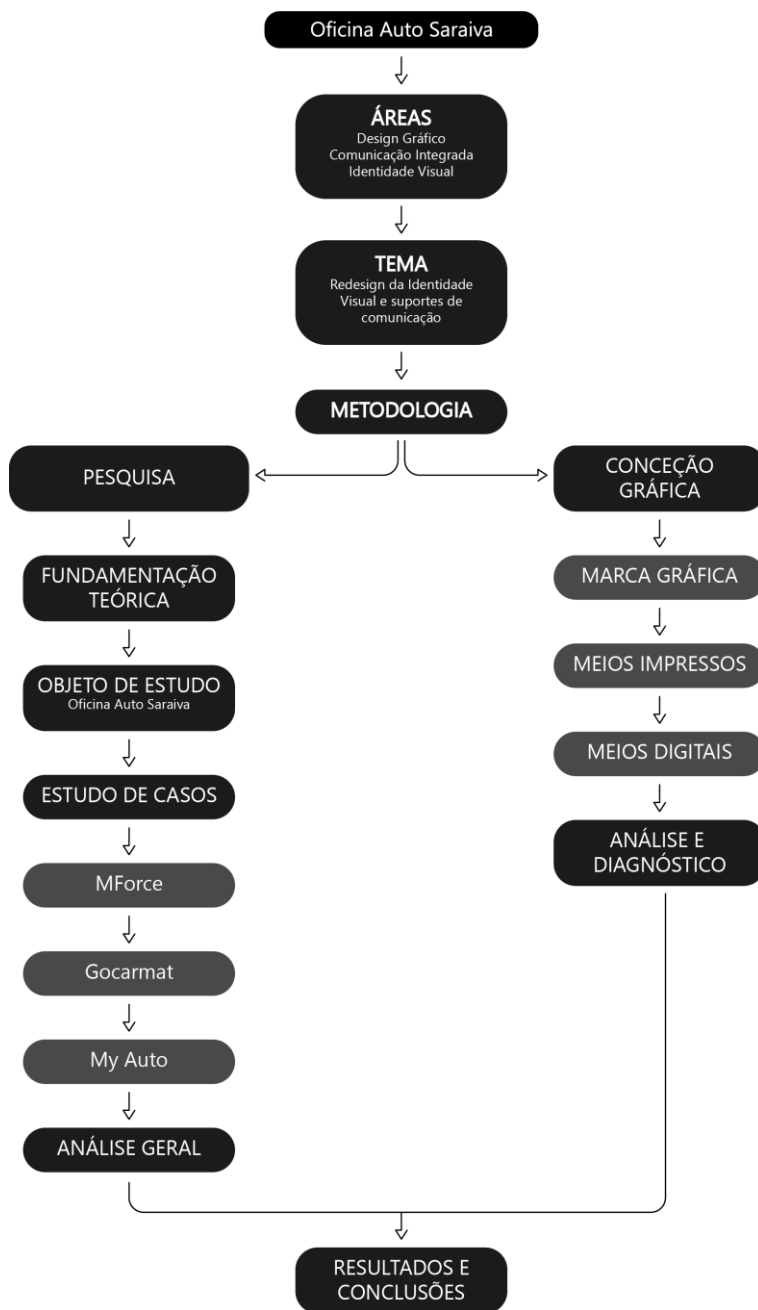 Oficina Auto Saraiva
ÁREAS
Design Gráfico
Comunicação Integrada
Identidade Visual
TEMA
Redesign da Identidade
Visual e suportes de
comunicação
METODOLOGIA
PESQUISA
FUNDAMENTAÇÃO
TEÓRICA
OBJETO DE ESTUDO
Oficina Auto Saraiva
ESTUDO DE CASOS
MForce
Gocarmat
My Auto
ANÁLISE GERAL
CONCEÇÃO
GRÁFICA
MARCA GRÁFICA
MEIOS IMPRESSOS
MEIOS DIGITAIS
ANÁLISE E
DIAGNÓSTICO
RESULTADOS E
CONCLUSÕES